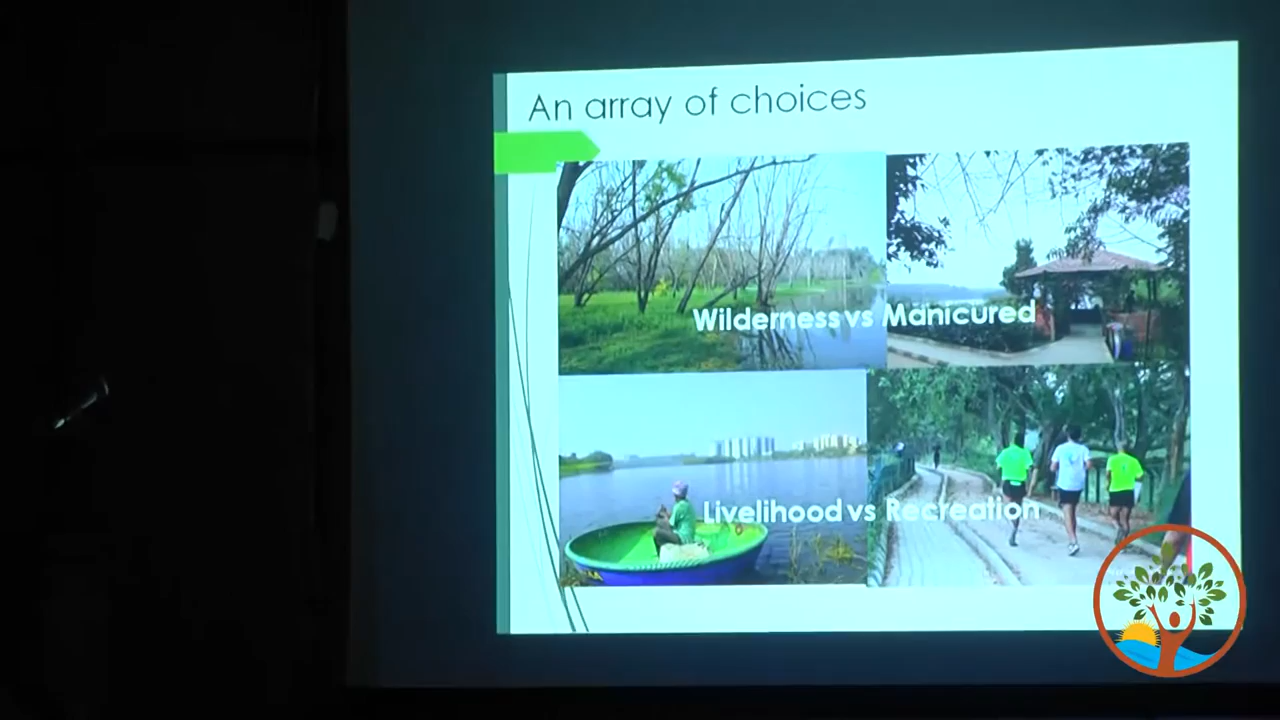 An array of choices
Wilderness vs Manicured
Livelihood vs Recreation